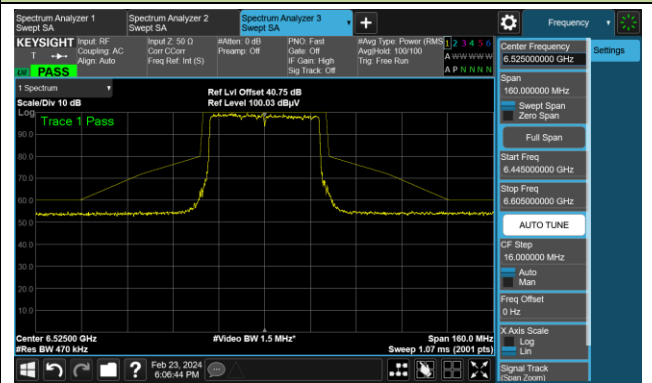 Spectrum Analyzer 1
Swept SA
Spectrum Analyzer 2
Swept SA
Spectrum Analyzer 3
Swept SA
Frequency
KEYSIGHT
Input: RF
Coupling: AC
Align: Auto
Input Z: 50 Ω
Corr CCorr
Freq Ref: Int (S)
#Atten: 0 dB
Preamp: Off
PNO: Fast
Gate: Off
IF Gain: High
Sig Track: Off
#Avg Type: Power (RMS
Avg|Hold: 100/100
Trig: Free Run
1 2 3 4 5 6
A W W W W W
A P N N N N
PASS
1 Spectrum
Scale/Div 10 dB
Ref Lvl Offset 40.75 dB
Ref Level 100.03 dBµV
Log
Trace 1 Pass
90.0
80.0
70.0
60.0
50.0
40.0
30.0
20.0
10.0
Center 6.52500 GHz
#Res BW 470 kHz
#Video BW 1.5 MHz*
Span 160.0 MHz
Sweep 1.07 ms (2001 pts)
Feb 23, 2024
6:06:44 PM
Center Frequency
6.525000000 GHz
Settings
Span
160.000000 MHz
Swept Span
Zero Span
Full Span
Start Freq
6.445000000 GHz
Stop Freq
6.605000000 GHz
AUTO TUNE
CF Step
16.000000 MHz
Auto
Man
Freq Offset
0 Hz
X Axis Scale
Log
Lin
Signal Track
(Span Zoom)